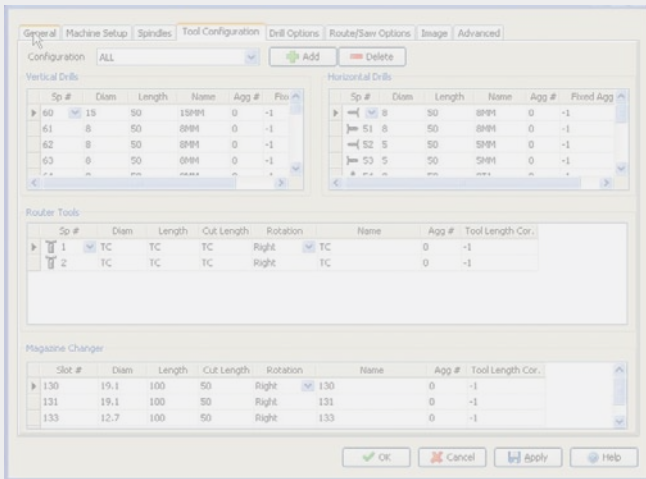 General Machine Setup Spindles Tool Configuration Drill Options Route/Saw Options Image Advanced
Configuration ALL Add Delete
Vertical Drills
Sp # Diam Length Name Agg #
60 15 50 15MM 0 -1
61 8 50 8MM 0 -1
62 8 50 8MM 0 -1
63 8 50 8MM 0 -1
Horizontal Drills
Sp # Diam Length Name Agg # Fixed Agg
8 50 8MM 0 -1
51 8 50 8MM 0 -1
52 5 50 5MM 0 -1
53 5 50 5MM 0 -1
Router Tools
Sp # Diam Length Cut Length Rotation Name Agg # Tool Length Cor.
1 TC TC TC Right TC 0 -1
2 TC TC TC Right TC 0 -1
Magazine Changer
Slot # Diam Length Cut Length Rotation Name Agg # Tool Length Cor.
130 19.1 100 50 Right 130 0 -1
131 19.1 100 50 Right 131 0 -1
133 12.7 100 50 Right 133 0 -1
OK Cancel Apply Help